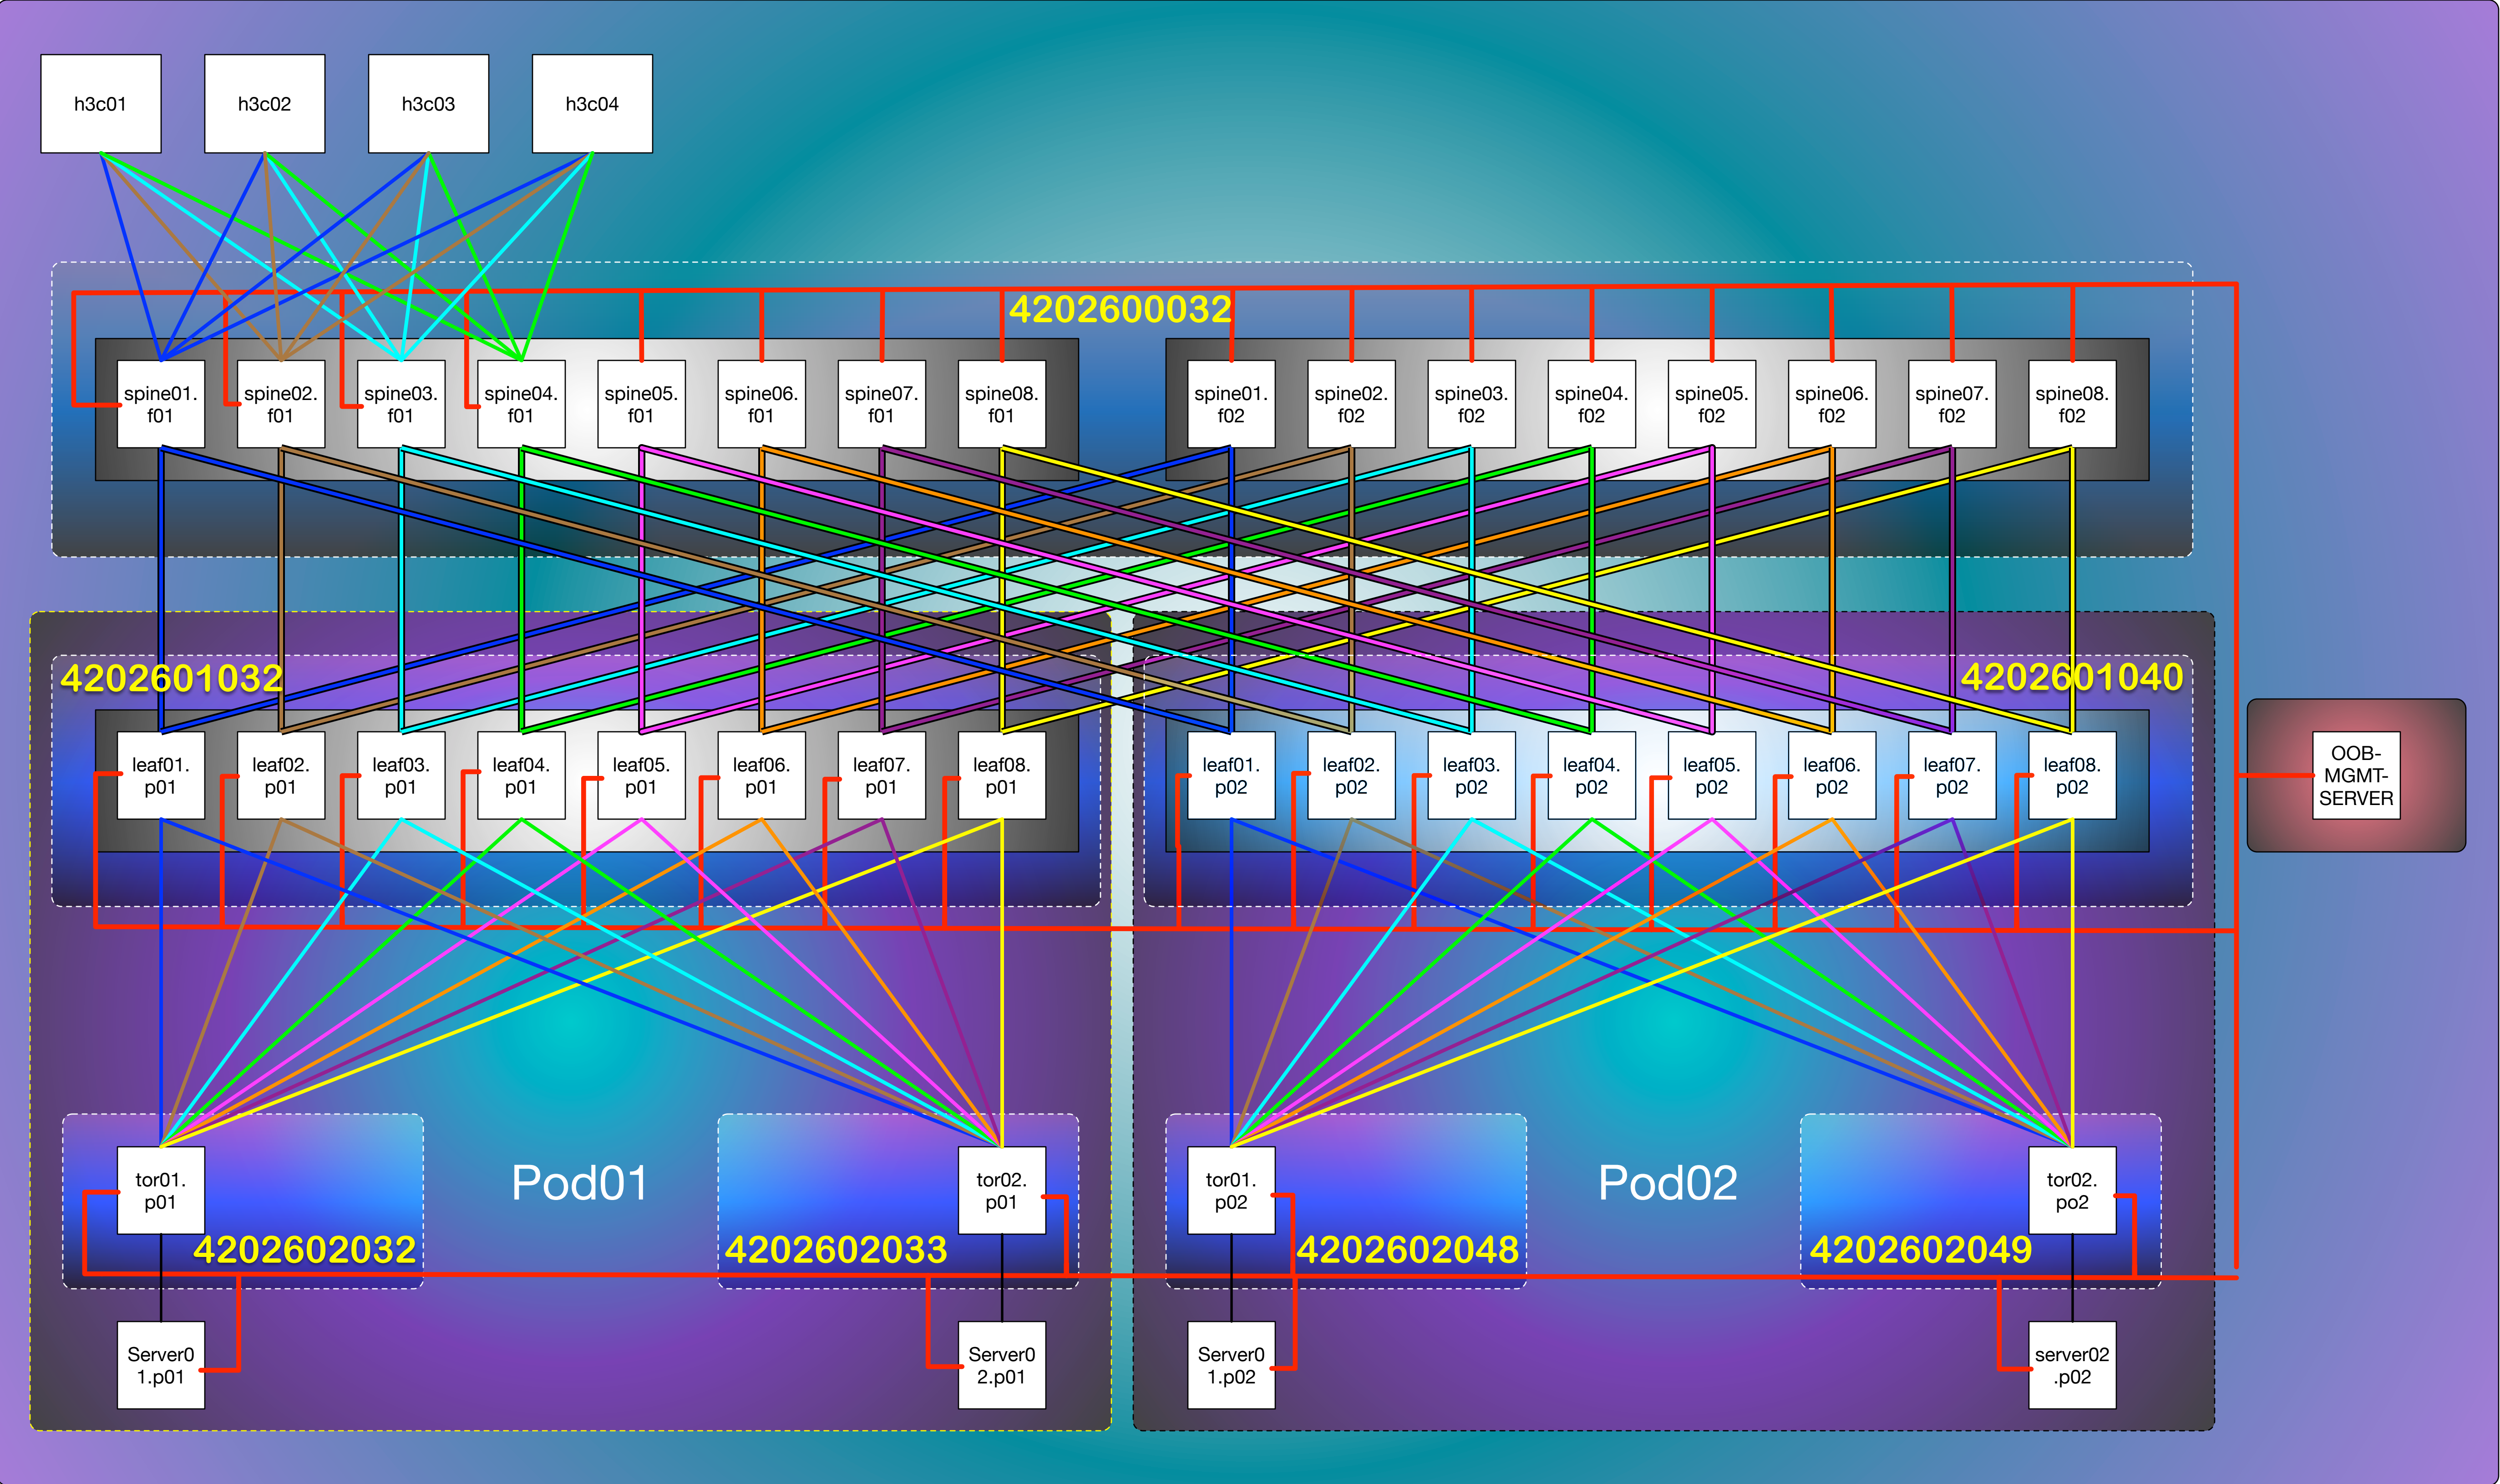 h3c01
h3c02
h3c03
h3c04
4202600032
spine01.
f01
spine02.
f01
spine03.
f01
spine04.
f01
spine05.
f01
spine06.
f01
spine07.
f01
spine08.
f01
spine01.
f02
spine02.
f02
spine03.
f02
spine04.
f02
spine05.
f02
spine06.
f02
spine07.
f02
spine08.
f02
4202601032
4202601040
leaf01.
p01
leaf02.
p01
leaf03.
p01
leaf04.
p01
leaf05.
p01
leaf06.
p01
leaf07.
p01
leaf08.
p01
leaf01.
p02
leaf02.
p02
leaf03.
p02
leaf04.
p02
leaf05.
p02
leaf06.
p02
leaf07.
p02
leaf08.
p02
OOB-
MGMT-
SERVER
tor01.
p01
Pod01
tor02.
p01
tor01.
p02
Pod02
tor02.
po2
4202602032
4202602033
4202602048
4202602049
Server0
1.p01
Server0
2.p01
Server0
1.p02
server02
.p02